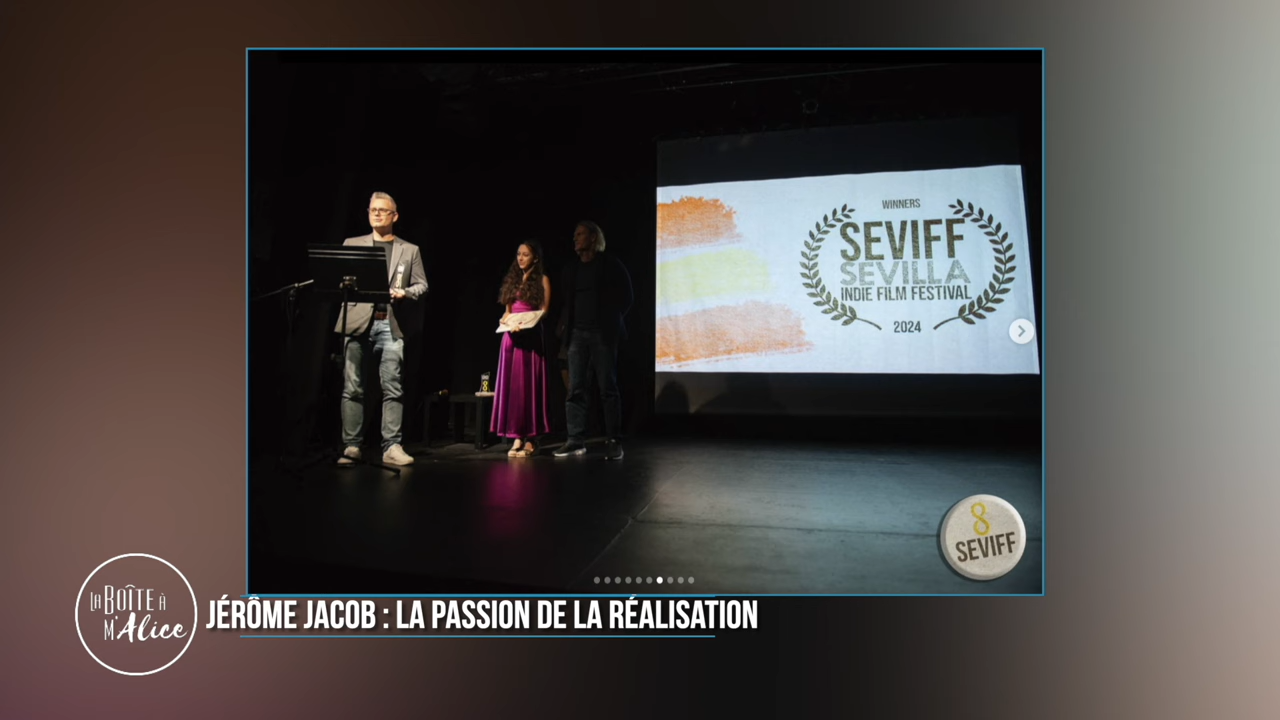 WINNERS
SEVIFF
SEVILLA
INDIE FILM FESTIVAL
2024
8
SEVIFF
LA BOÎTE À
M'Alice
JÉRÔME JACOB : LA PASSION DE LA RÉALISATION